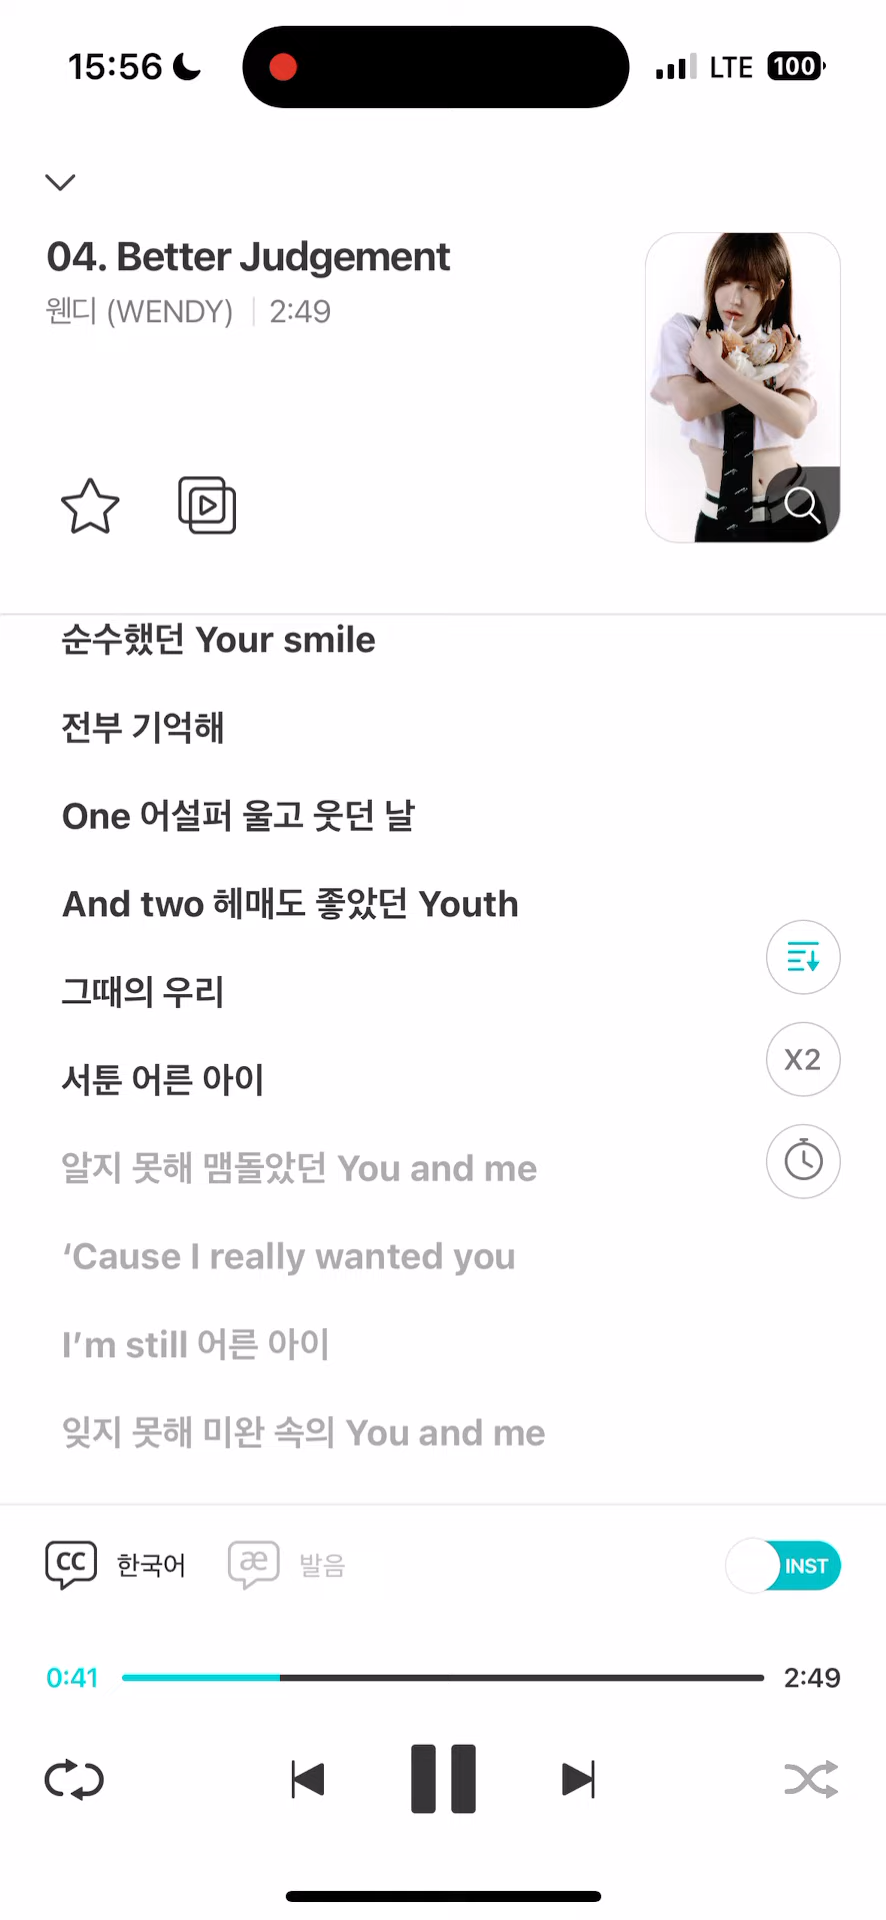 15:56
LTE
100
04. Better Judgement
웬디 (WENDY) | 2:49
순수했던 Your smile
전부 기억해
One 어설퍼 울고 웃던 날
And two 헤매도 좋았던 Youth
그때의 우리
서툰 어른 아이
X2
알지 못해 맴돌았던 You and me
‘Cause I really wanted you
I’m still 어른 아이
잊지 못해 미완 속의 You and me
CC 한국어 æ 발음 INST
0:41 2:49